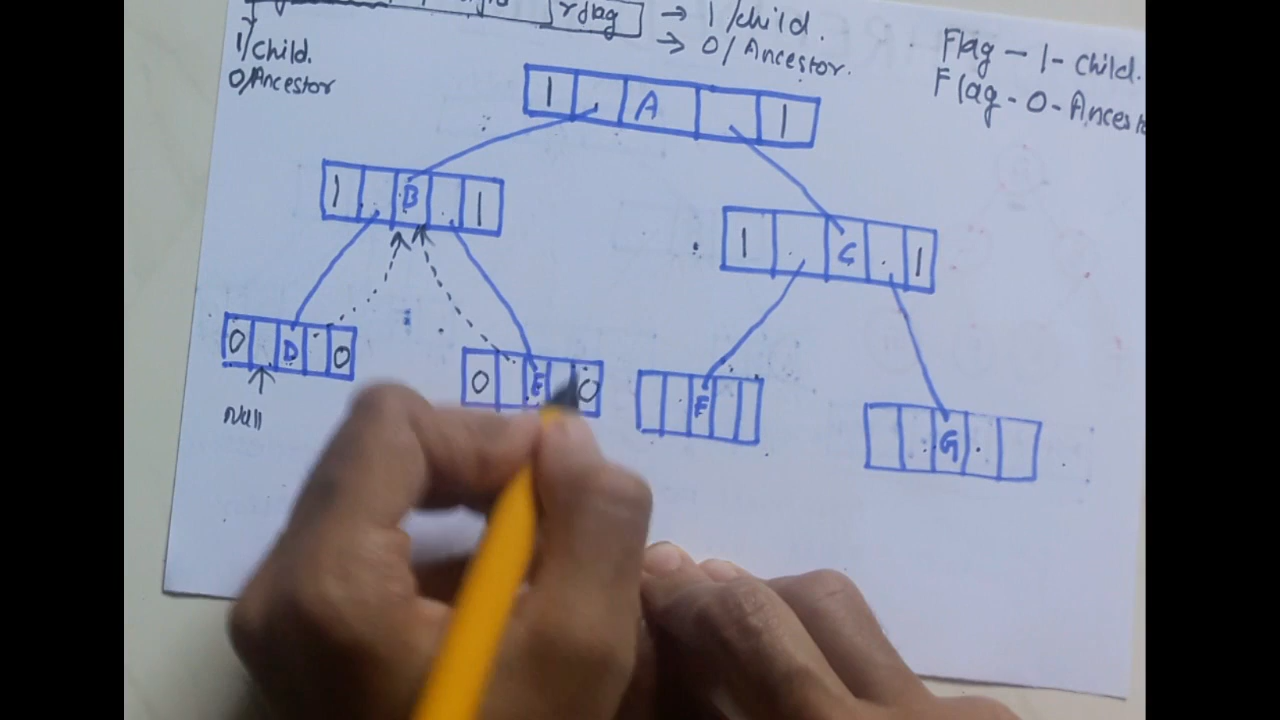 rflag → 1/child.
→ 0/Ancestor.
1/child.
0/Ancestor
Flag - 1 - child.
Flag - 0 - Ancest
1 A 1
1 B 1
1 C 1
0 D 0
0 E 0
F
G
Null